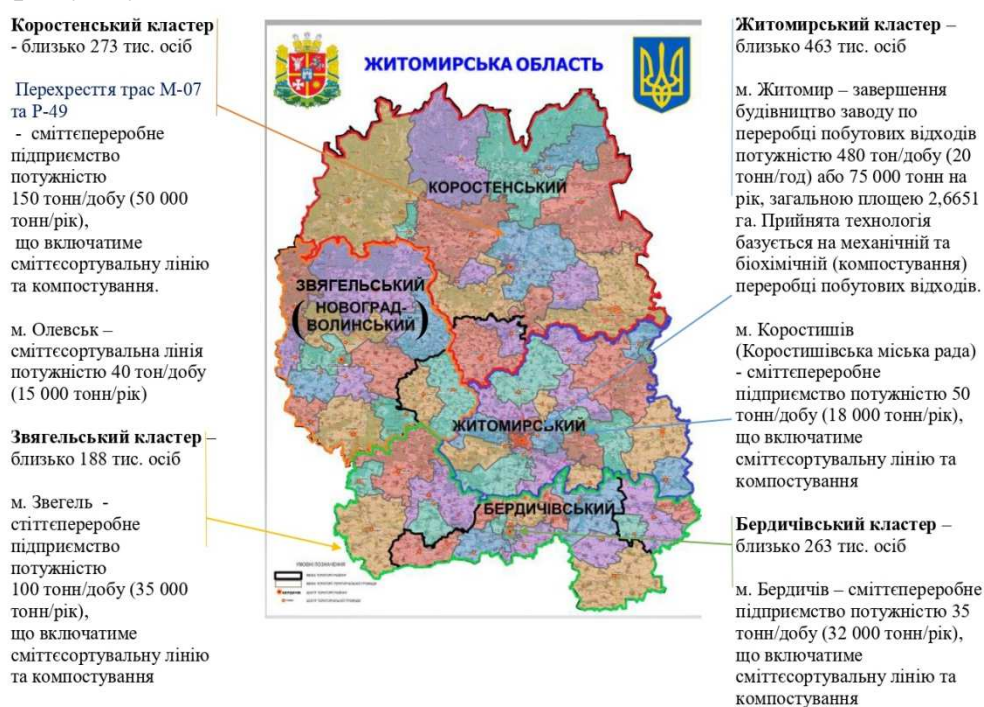 Коростенський кластер
- близько 273 тис. осіб
Перехресття трас М-07
та Р-49
- сміттєпереробне
підприємство
потужністю
150 тонн/добу (50 000
тонн/рік),
що включатиме
сміттєсортувальну лінію
та компостування.
м. Олевськ –
сміттєсортувальна лінія
потужністю 40 тон/добу
(15 000 тонн/рік)
Звягельський кластер –
близько 188 тис. осіб
м. Звегель -
стіттєпереробне
підприємство
потужністю
100 тонн/добу (35 000
тонн/рік),
що включатиме
сміттєсортувальну лінію
та компостування
ЖИТОМИРСЬКА ОБЛАСТЬ
КОРОСТЕНСЬКИЙ
ЗВЯГЕЛЬСЬКИЙ
(НОВОГРАД-
ВОЛИНСЬКИЙ)
ЖИТОМИРСЬКИЙ
БЕРДИЧІВСЬКИЙ
Житомирський кластер –
близько 463 тис. осіб
м. Житомир – завершення
будівництво заводу по
переробці побутових відходів
потужністю 480 тон/добу (20
тонн/год) або 75 000 тонн на
рік, загальною площею 2,6651
га. Прийнята технологія
базується на механічній та
біохімічній (компостування)
переробці побутових відходів.
м. Коростишів
(Коростишівська міська рада)
- сміттєпереробне
підприємство потужністю 50
тонн/добу (18 000 тонн/рік),
що включатиме
сміттєсортувальну лінію та
компостування
Бердичівський кластер –
близько 263 тис. осіб
м. Бердичів – сміттєпереробне
підприємство потужністю 35
тонн/добу (32 000 тонн/рік),
що включатиме
сміттєсортувальну лінію та
компостування